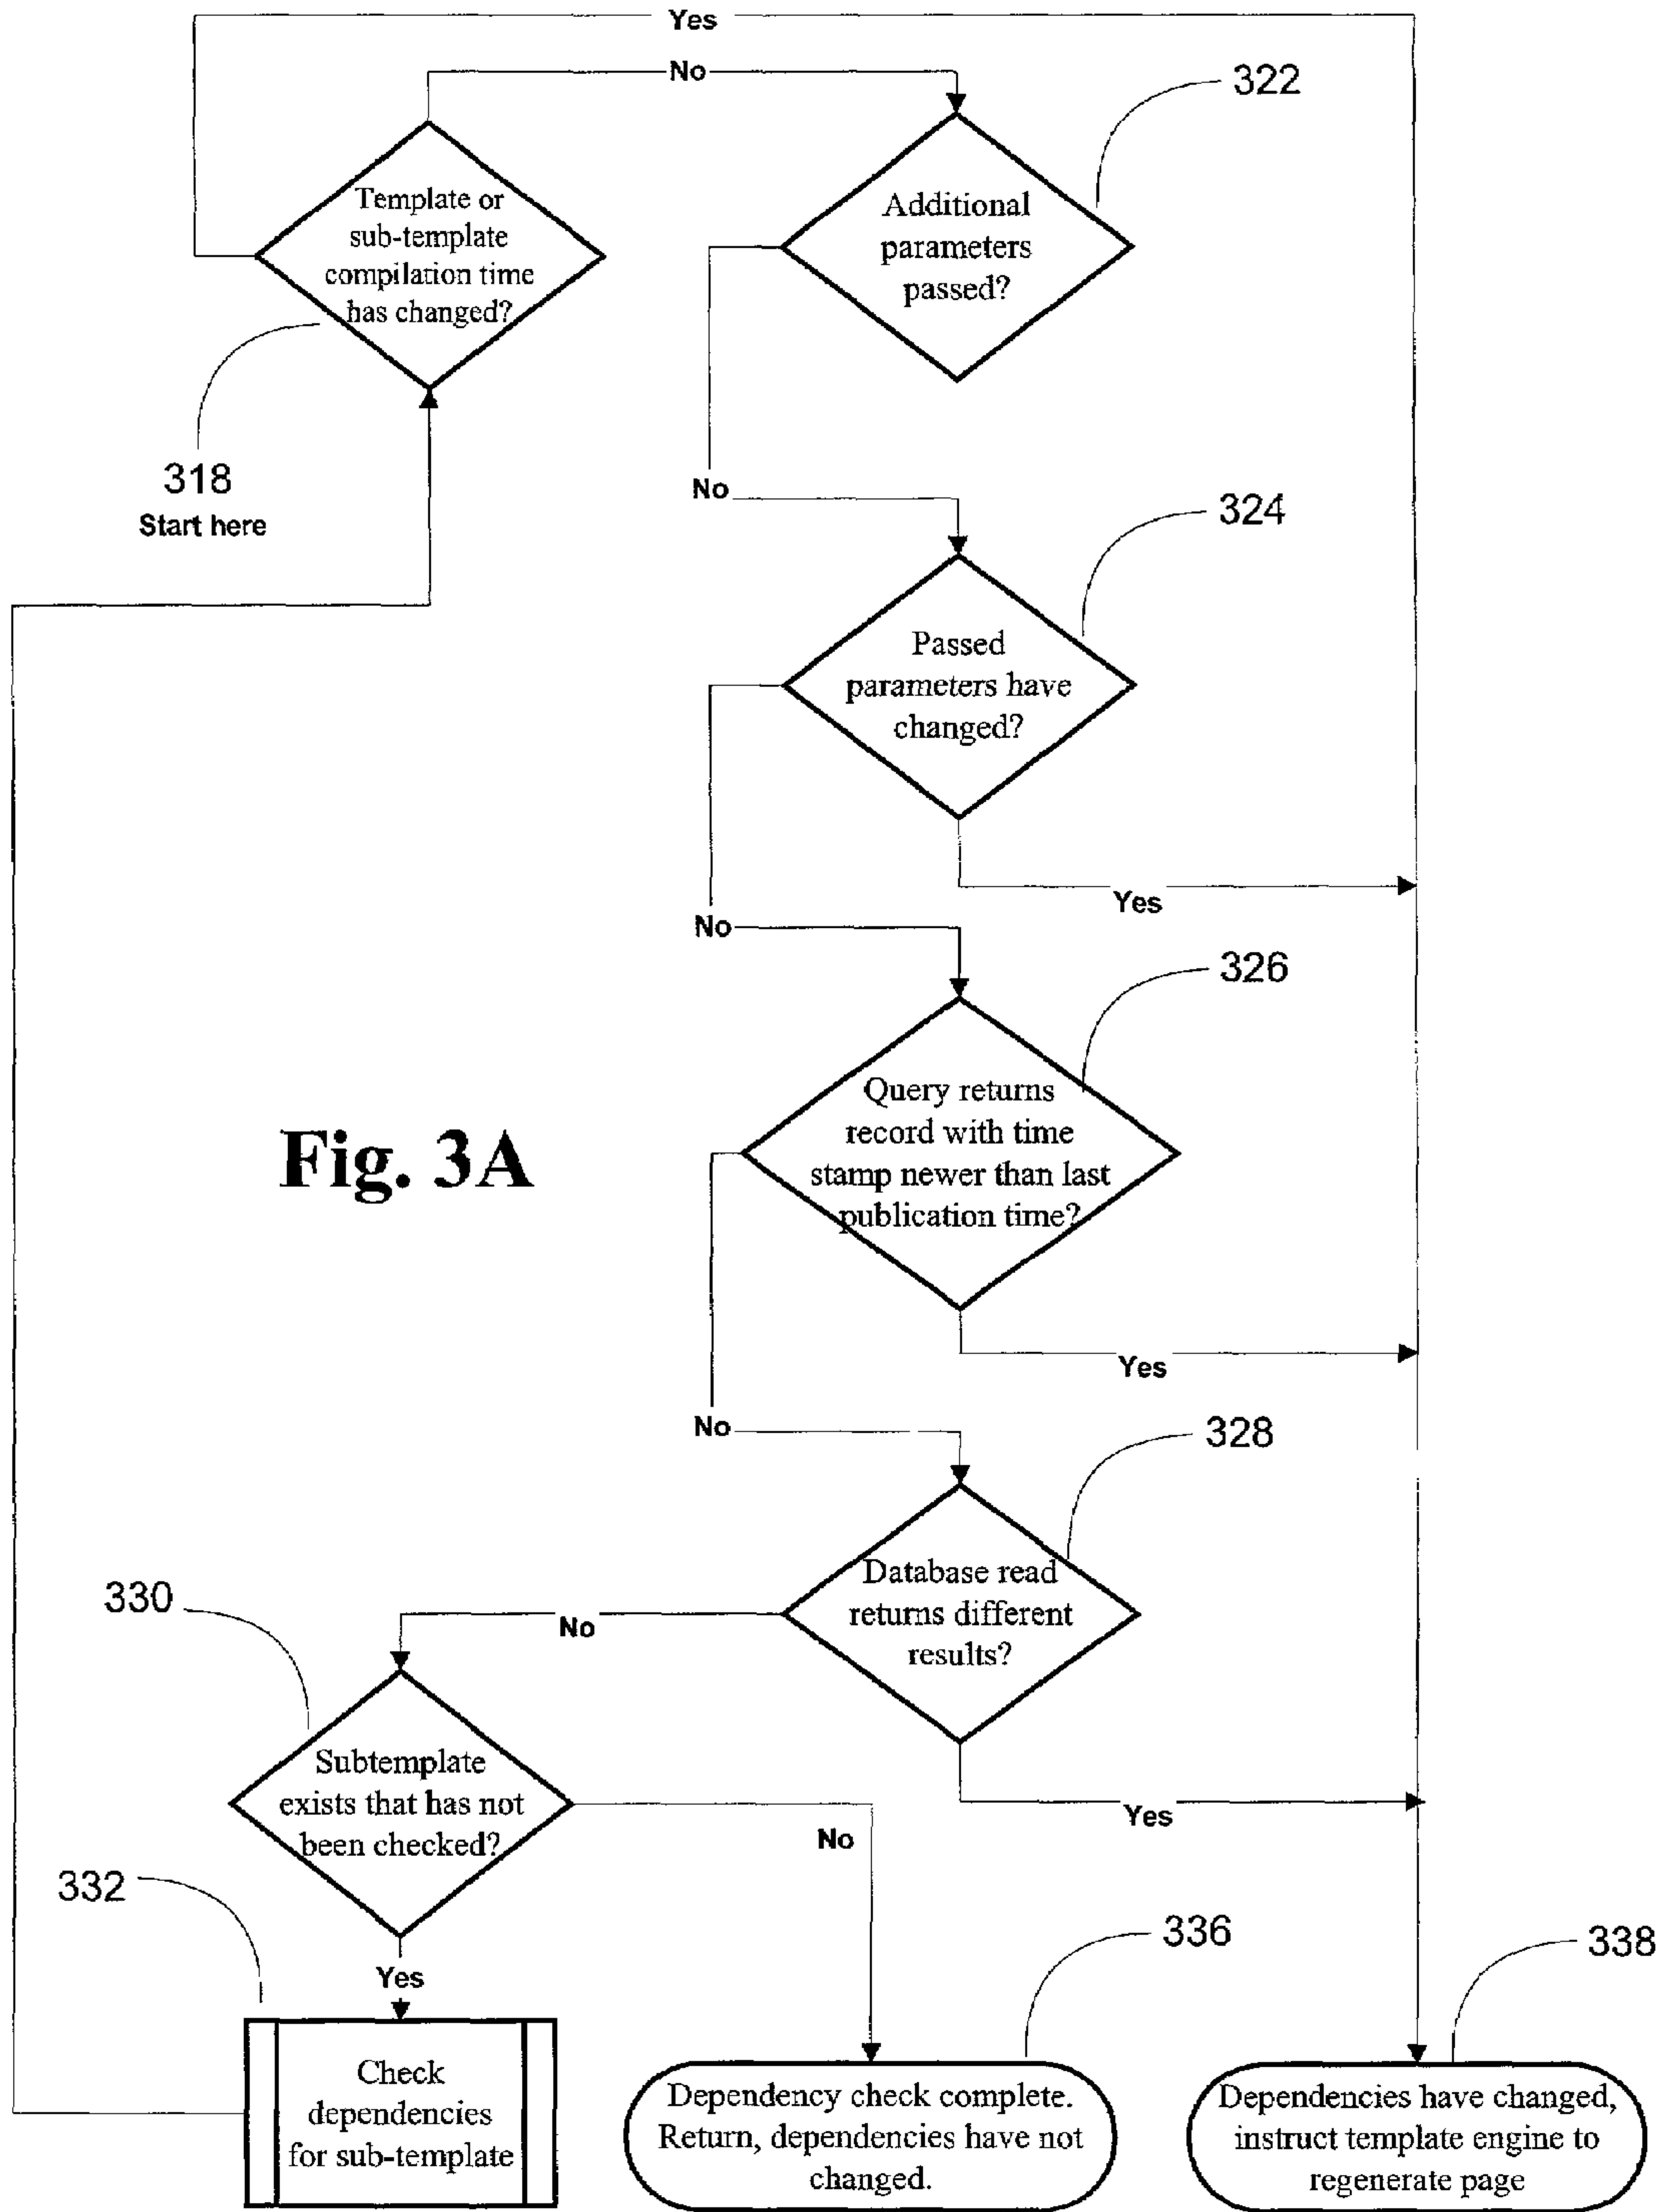 Yes
No
322
Template or
sub-template
compilation time
has changed?
Additional
parameters
passed?
318
Start here
No
324
Passed
parameters have
changed?
Yes
No
326
Query returns
record with time
stamp newer than last
publication time?
Fig. 3A
Yes
No
328
Database read
returns different
results?
330
No
Subtemplate
exists that has not
been checked?
Yes
No
332
336
338
Yes
Check
dependencies
for sub-template
Dependency check complete.
Return, dependencies have not
changed.
Dependencies have changed,
instruct template engine to
regenerate page